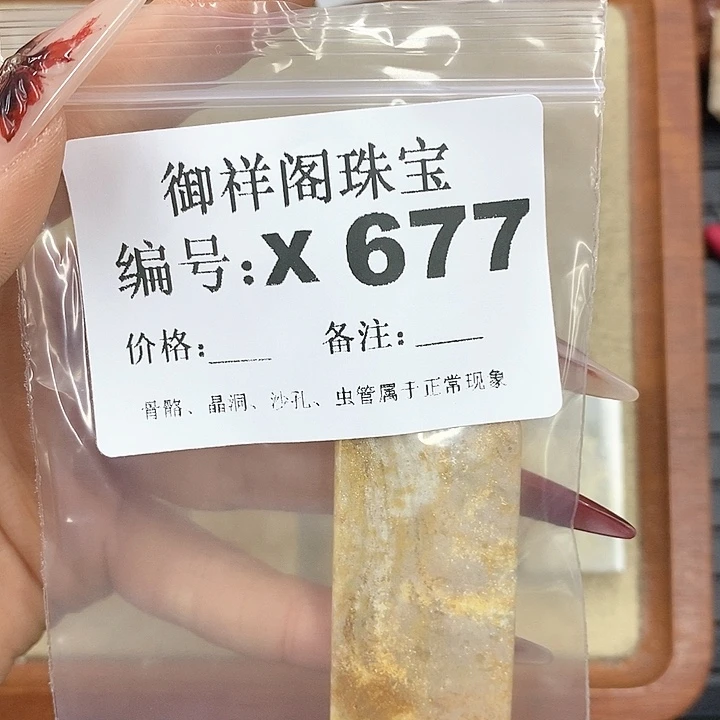 御祥阁珠宝
编号:X 677
价格:____ 备注:____
骨骼、晶洞、沙孔、虫管属于正常现象